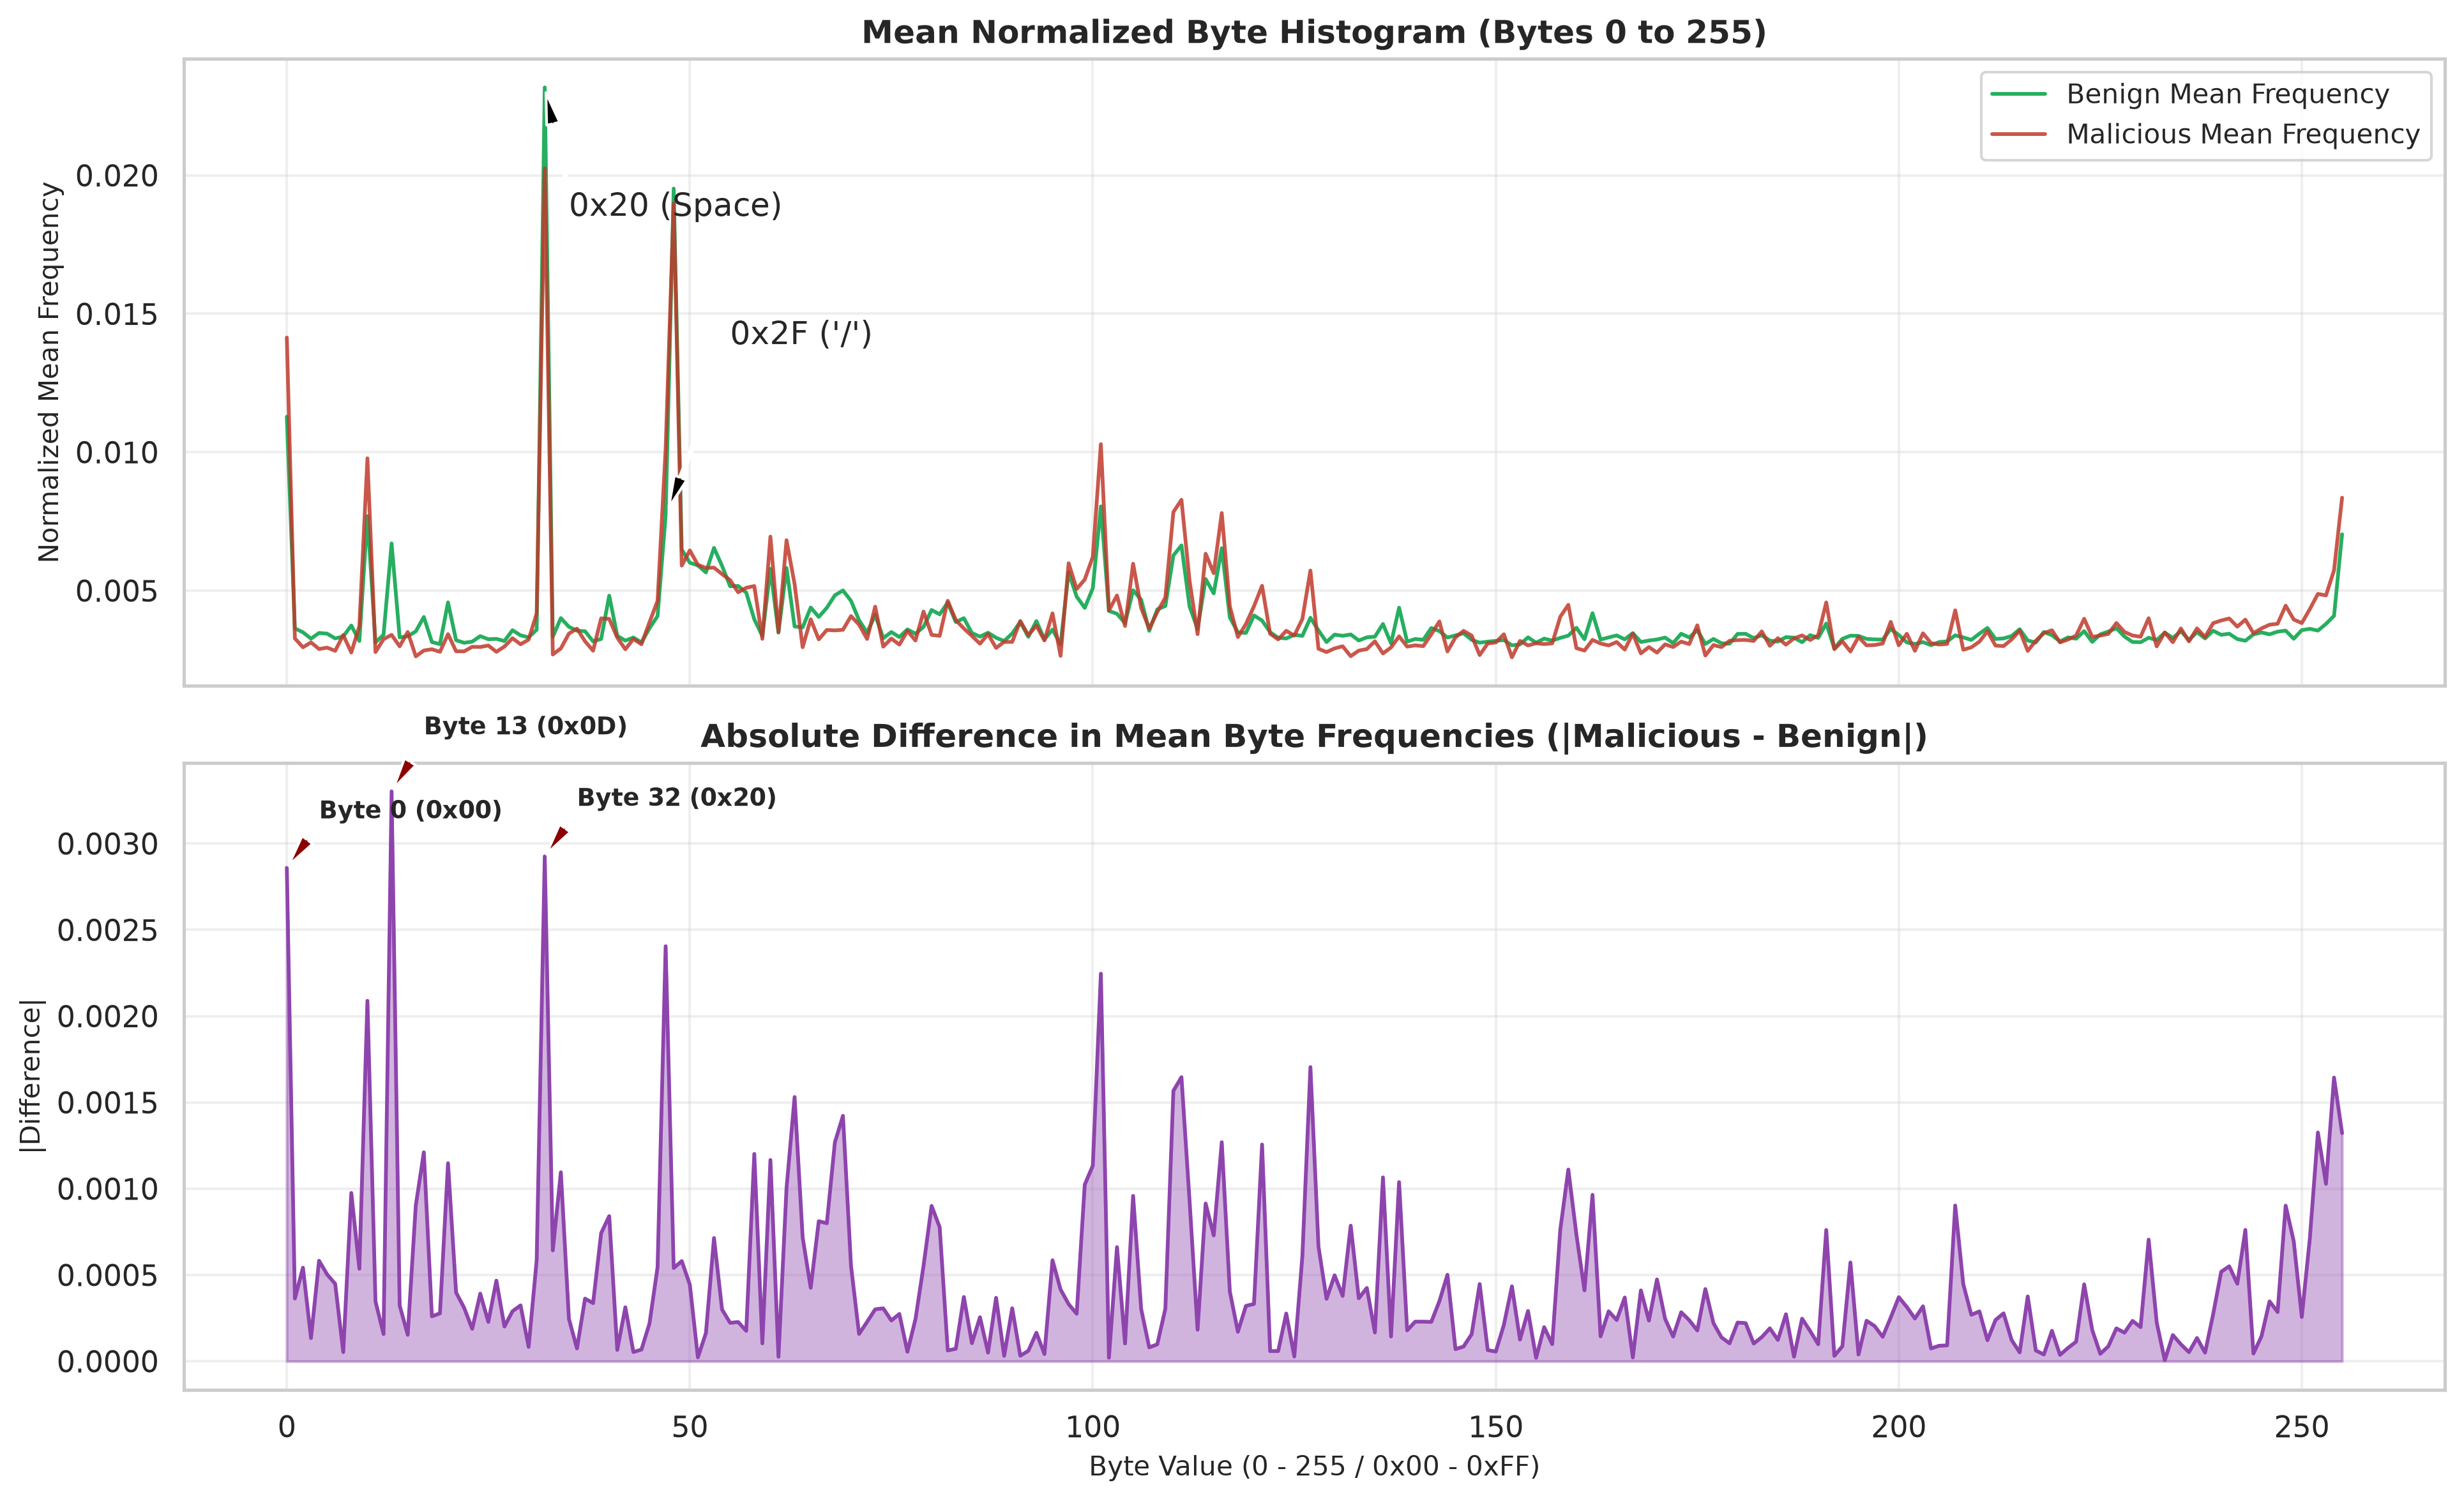 Mean Normalized Byte Histogram (Bytes 0 to 255)
Benign Mean Frequency
Malicious Mean Frequency
Normalized Mean Frequency
0.020
0.015
0.010
0.005
0x20 (Space)
0x2F ('/')
Absolute Difference in Mean Byte Frequencies (|Malicious - Benign|)
Byte 13 (0x0D)
Byte 32 (0x20)
Byte 0 (0x00)
|Difference|
0.0030
0.0025
0.0020
0.0015
0.0010
0.0005
0.0000
0 50 100 150 200 250
Byte Value (0 - 255 / 0x00 - 0xFF)